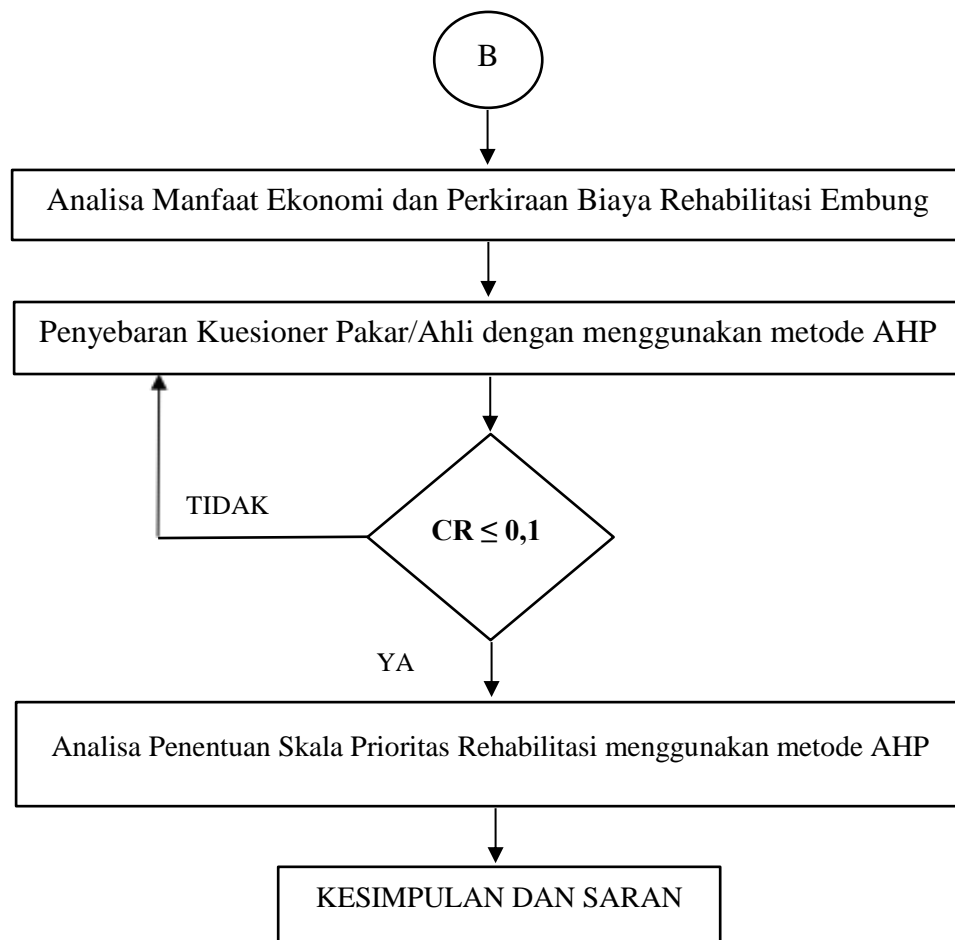 B
Analisa Manfaat Ekonomi dan Perkiraan Biaya Rehabilitasi Embung
Penyebaran Kuesioner Pakar/Ahli dengan menggunakan metode AHP
TIDAK
CR ≤ 0,1
YA
Analisa Penentuan Skala Prioritas Rehabilitasi menggunakan metode AHP
KESIMPULAN DAN SARAN